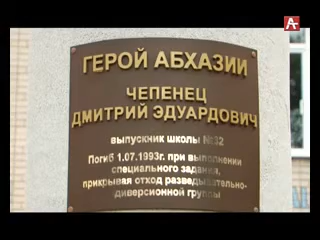 ГЕРОЙ АБХАЗИИ
ЧЕПЕНЕЦ
ДМИТРИЙ ЭДУАРДОВИЧ
выпускник школы №32
Погиб 1.07.1993г. при выполнении
специального задания,
прикрывая отход разведывательно-
диверсионной группы